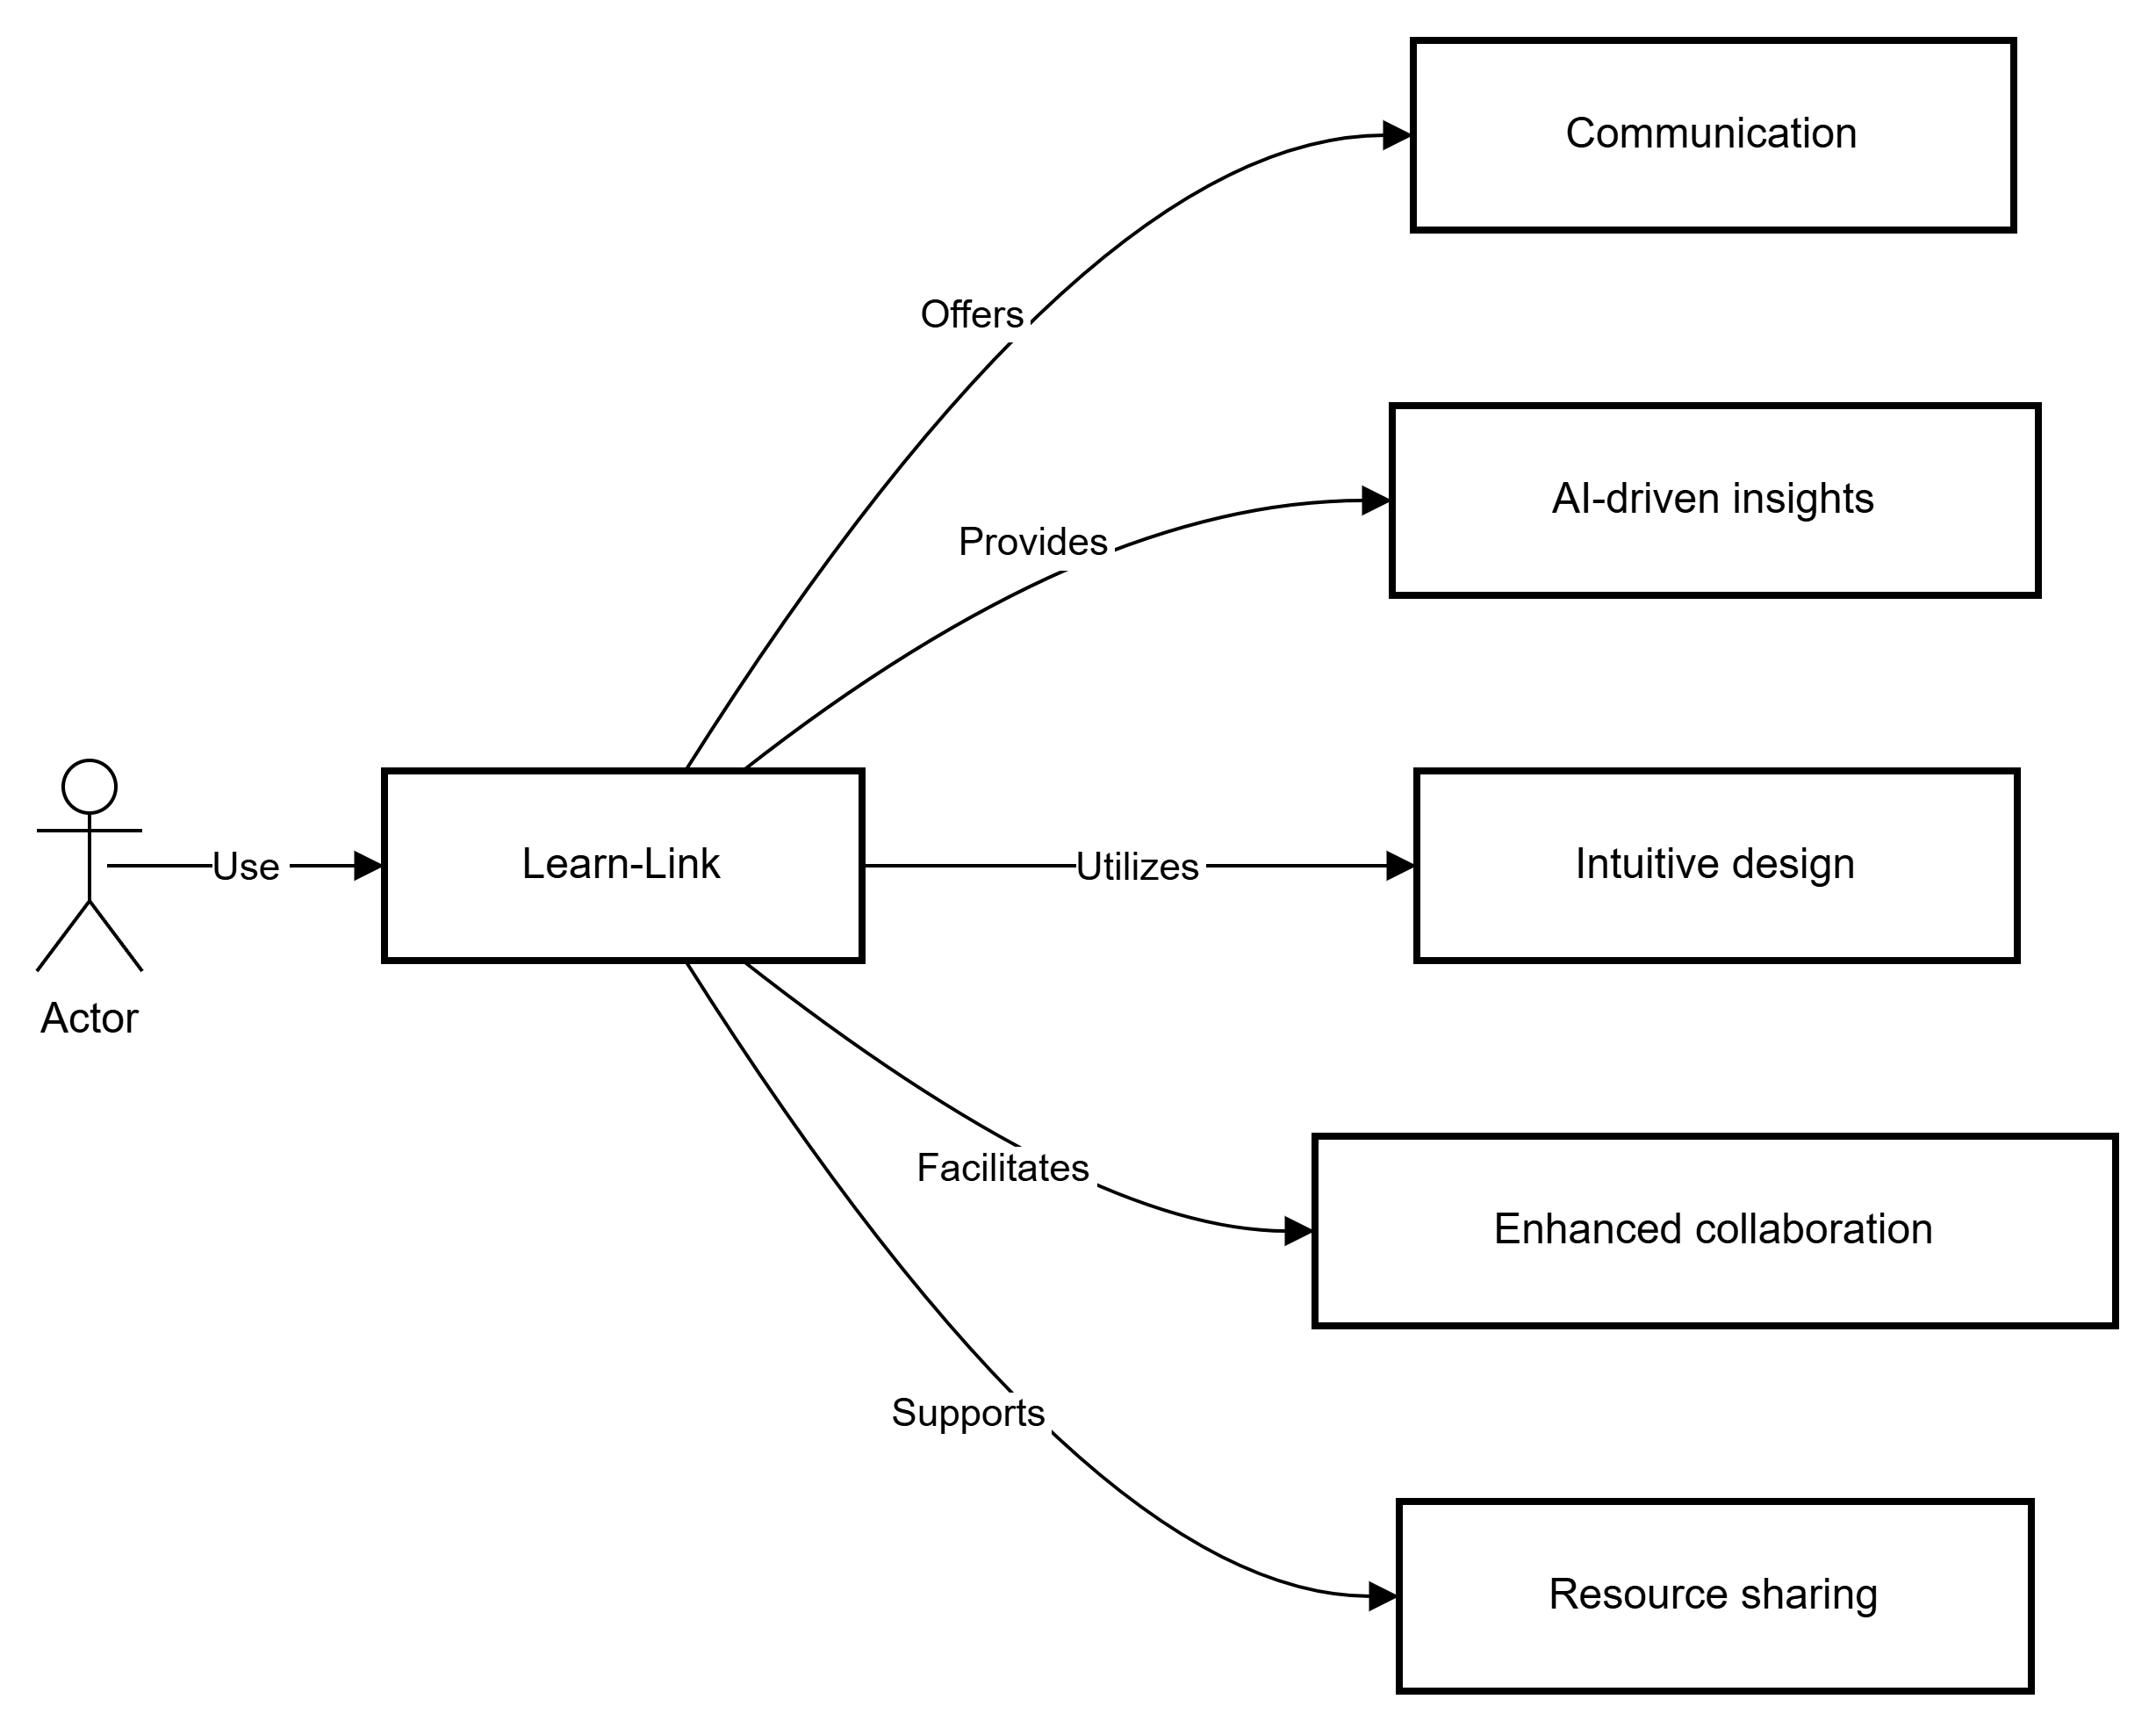 Communication
Offers
AI-driven insights
Provides
Use
Learn-Link
Utilizes
Intuitive design
Actor
Facilitates
Enhanced collaboration
Supports
Resource sharing